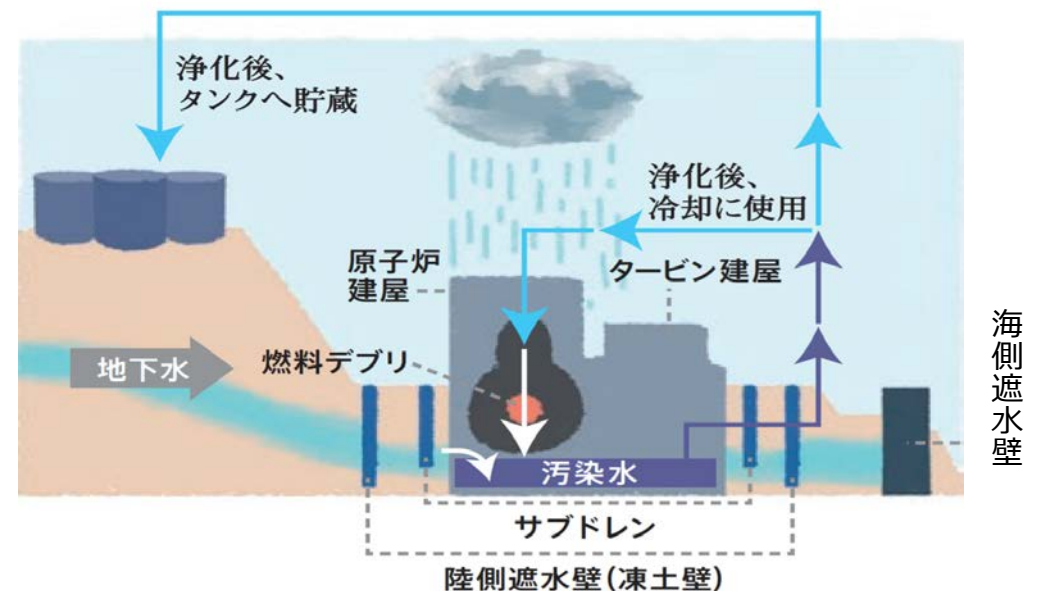 浄化後、
タンクへ貯蔵
浄化後、
冷却に使用
原子炉
建屋
タービン建屋
燃料デブリ
地下水
汚染水
サブドレン
陸側遮水壁(凍土壁)
海側遮水壁